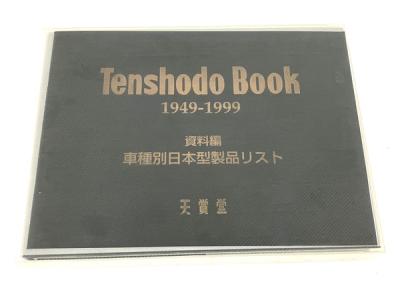 Tenshodo Book
1949-1999
資料編
車種別日本型製品リスト
天賞堂